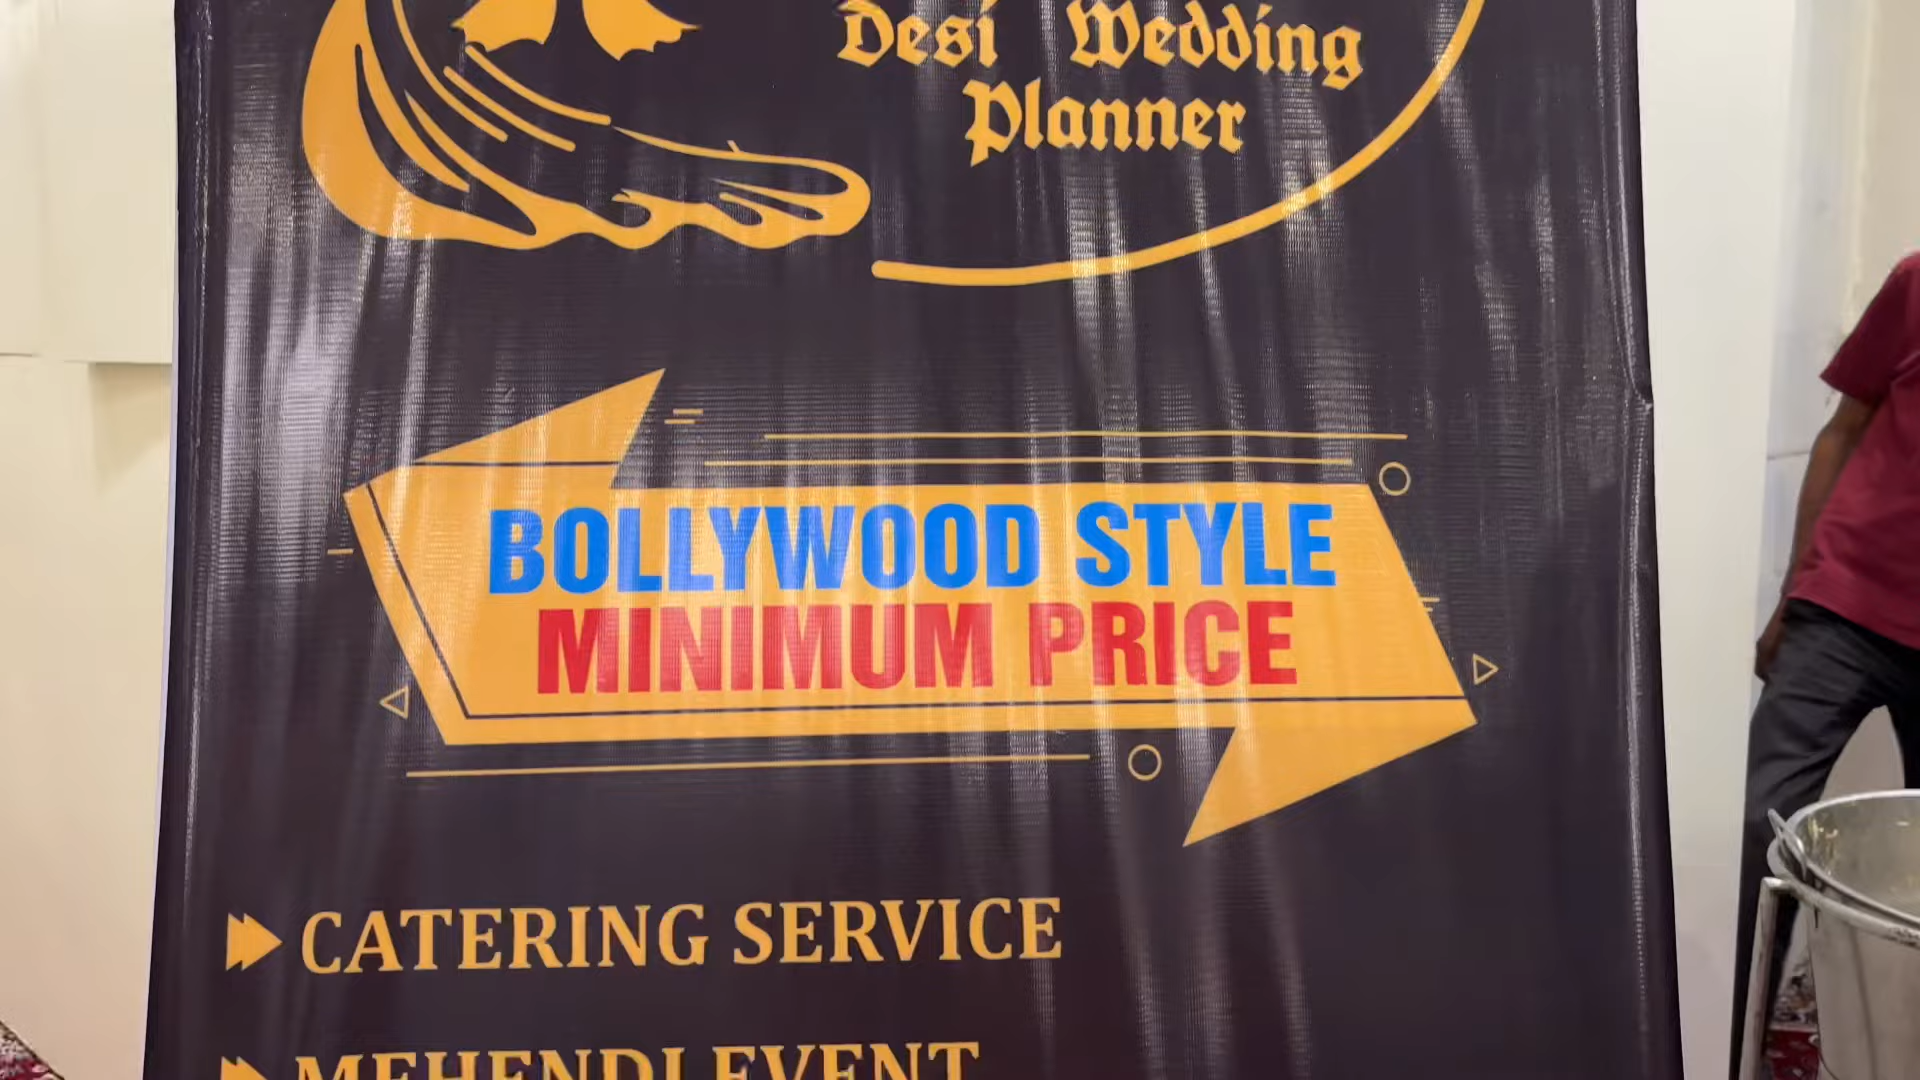 Desi Wedding
Planner
BOLLYWOOD STYLE
MINIMUM PRICE
CATERING SERVICE
MEHENDI EVENT